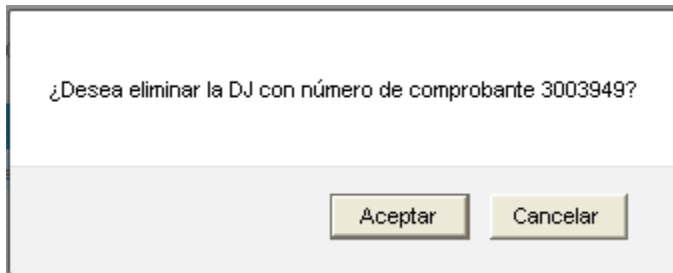 ¿Desea eliminar la DJ con número de comprobante 3003949?
Aceptar Cancelar